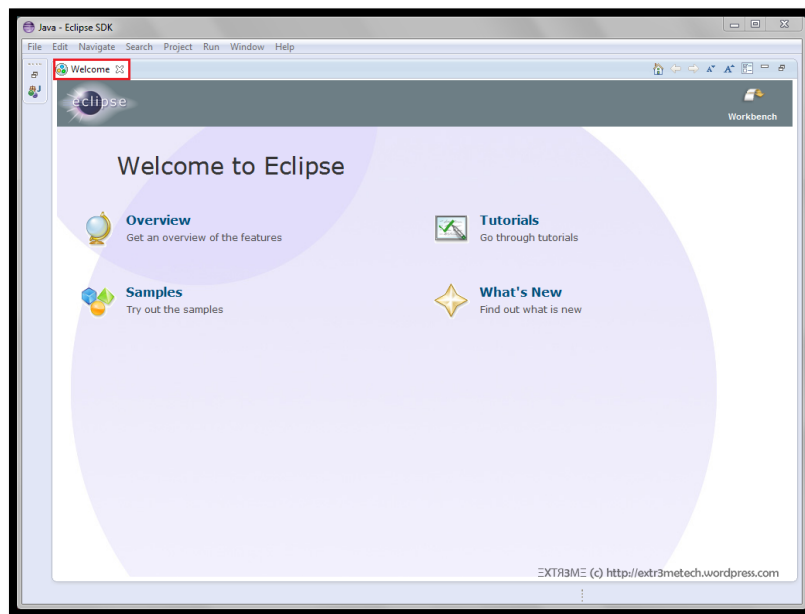 Java - Eclipse SDK
File Edit Navigate Search Project Run Window Help
Welcome
eclipse
Workbench
Welcome to Eclipse
Overview
Get an overview of the features
Tutorials
Go through tutorials
Samples
Try out the samples
What's New
Find out what is new
ΞXTЯ3MΞ (c) http://extr3metech.wordpress.com